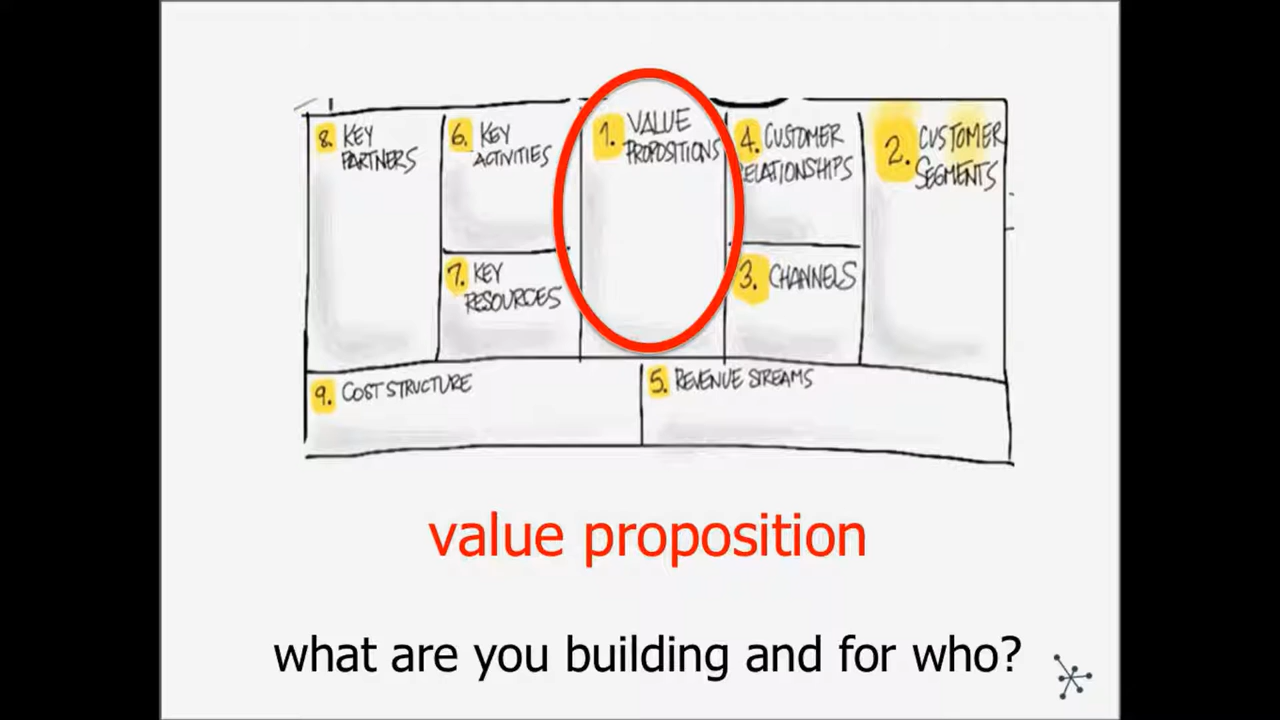 8. KEY
PARTNERS
6. KEY
ACTIVITIES
7. KEY
RESOURCES
1. VALUE
PROPOSITIONS
4. CUSTOMER
RELATIONSHIPS
3. CHANNELS
2. CUSTOMER
SEGMENTS
9. COST STRUCTURE
5. REVENUE STREAMS
value proposition
what are you building and for who?